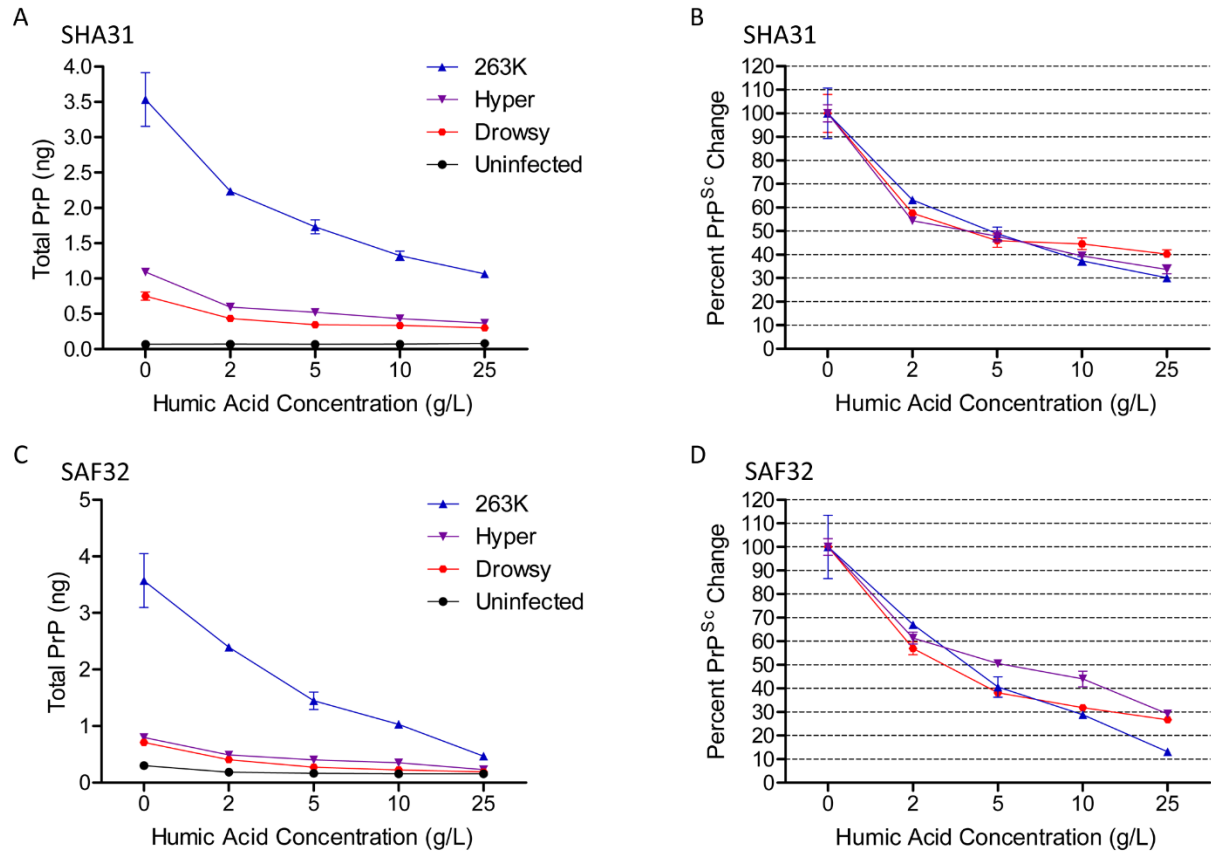 A
SHA31
4.0
3.5
3.0
2.5
2.0
1.5
1.0
0.5
0.0
Total PrP (ng)
263K
Hyper
Drowsy
Uninfected
0 2 5 10 25
Humic Acid Concentration (g/L)
B
SHA31
120
110
100
90
80
70
60
50
40
30
20
10
0
Percent PrPSc Change
0 2 5 10 25
Humic Acid Concentration (g/L)
C
SAF32
5
4
3
2
1
0
Total PrP (ng)
263K
Hyper
Drowsy
Uninfected
0 2 5 10 25
Humic Acid Concentration (g/L)
D
SAF32
120
110
100
90
80
70
60
50
40
30
20
10
0
Percent PrPSc Change
0 2 5 10 25
Humic Acid Concentration (g/L)